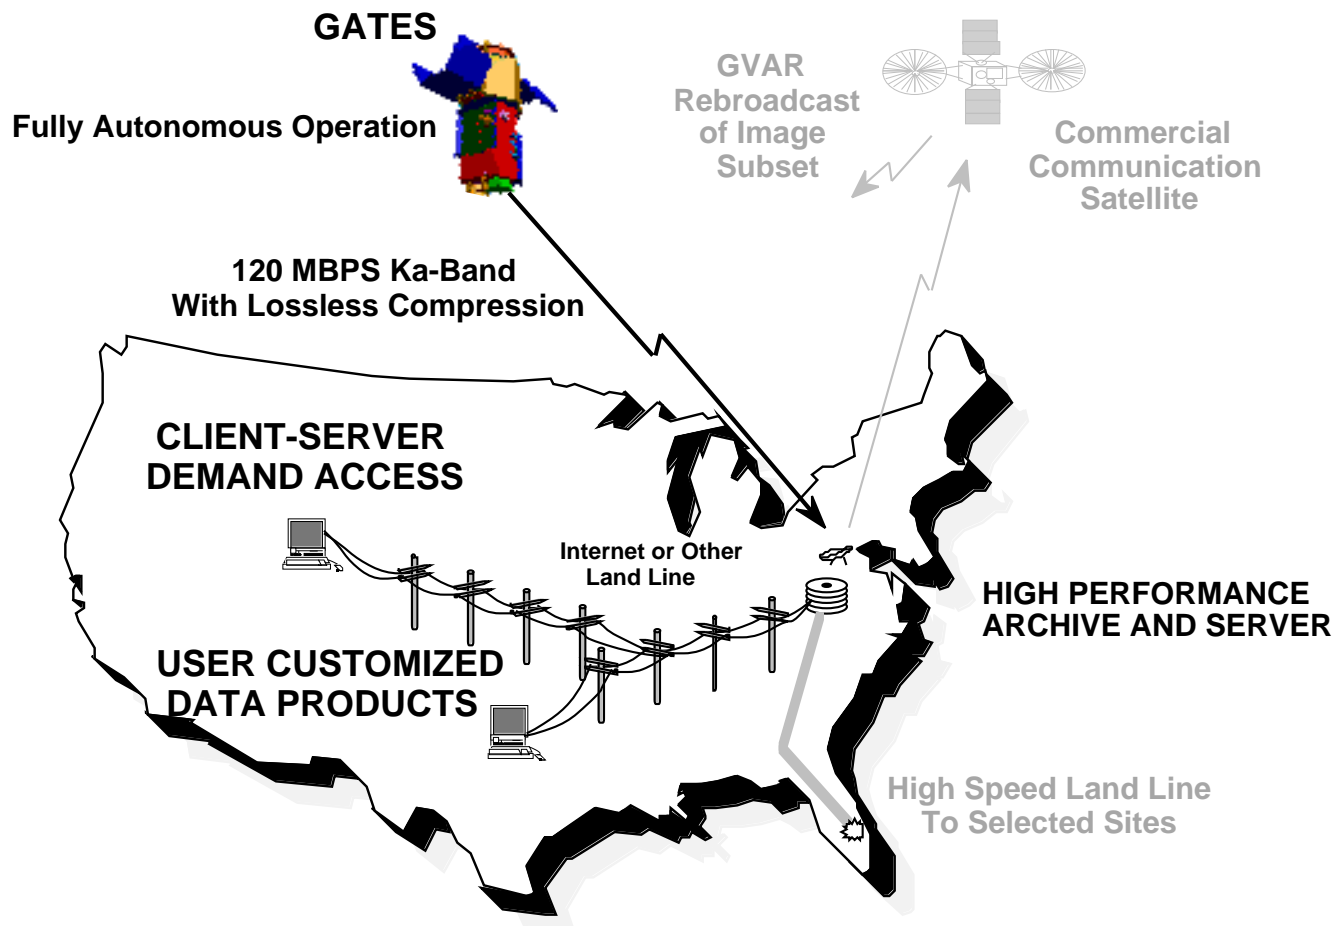 GATES
Fully Autonomous Operation
GVAR
Rebroadcast
of Image
Subset
Commercial
Communication
Satellite
120 MBPS Ka-Band
With Lossless Compression
CLIENT-SERVER
DEMAND ACCESS
Internet or Other
Land Line
HIGH PERFORMANCE
ARCHIVE AND SERVER
USER CUSTOMIZED
DATA PRODUCTS
High Speed Land Line
To Selected Sites